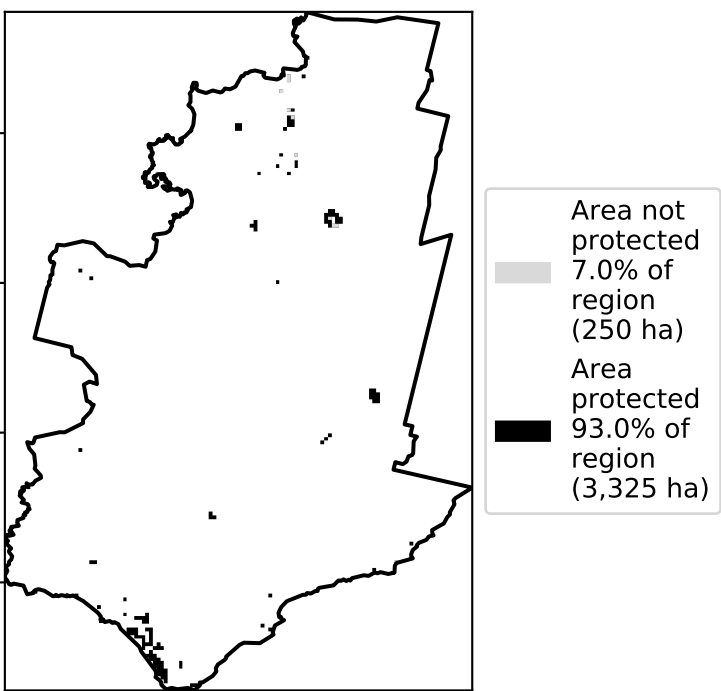 Area not
protected
7.0% of
region
(250 ha)
Area
protected
93.0% of
region
(3,325 ha)